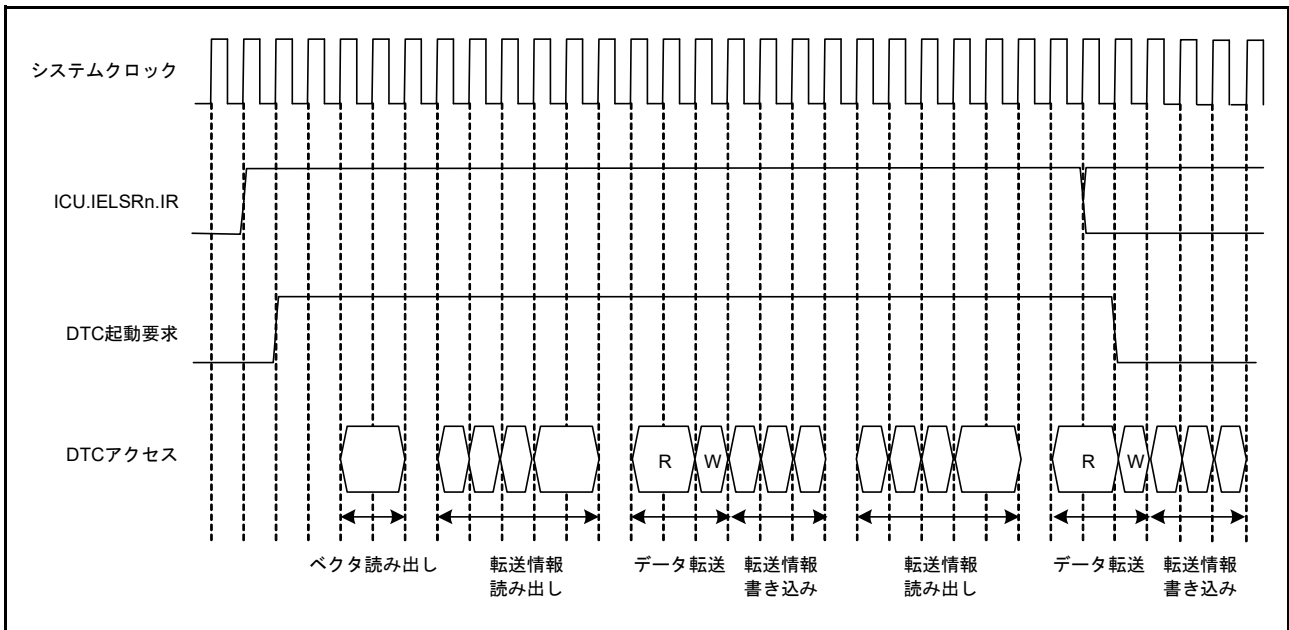 システムクロック
ICU.IELSRn.IR
DTC起動要求
DTCアクセス
R
W
R
W
ベクタ読み出し
転送情報
読み出し
データ転送
転送情報
書き込み
転送情報
読み出し
データ転送
転送情報
書き込み